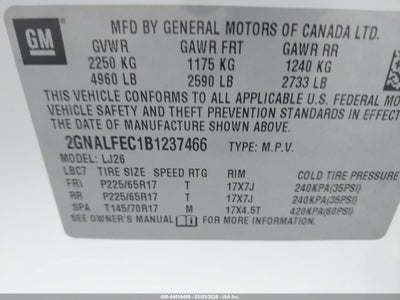 GM
MFD BY GENERAL MOTORS OF CANADA LTD.
GVWR GAWR FRT GAWR RR
2250 KG 1175 KG 1240 KG
4960 LB 2590 LB 2733 LB
THIS VEHICLE CONFORMS TO ALL APPLICABLE U.S. FEDERAL MOTOR
VEHICLE SAFETY AND THEFT PREVENTION STANDARDS IN EFFECT ON THE
DATE OF MANUFACTURE SHOWN ABOVE.
2GNALFEC1B1237466 TYPE: M.P.V.
MODEL: LJ26
LBC7 TIRE SIZE SPEED RTG RIM COLD TIRE PRESSURE
FRT P225/65R17 T 17X7J 240KPA(35PSI)
RR P225/65R17 T 17X7J 240KPA(35PSI)
SPA T145/70R17 M 17X4.5T 420KPA(60PSI)
SEE OWNER'S MANUAL FOR ADDITIONAL INFORMATION.